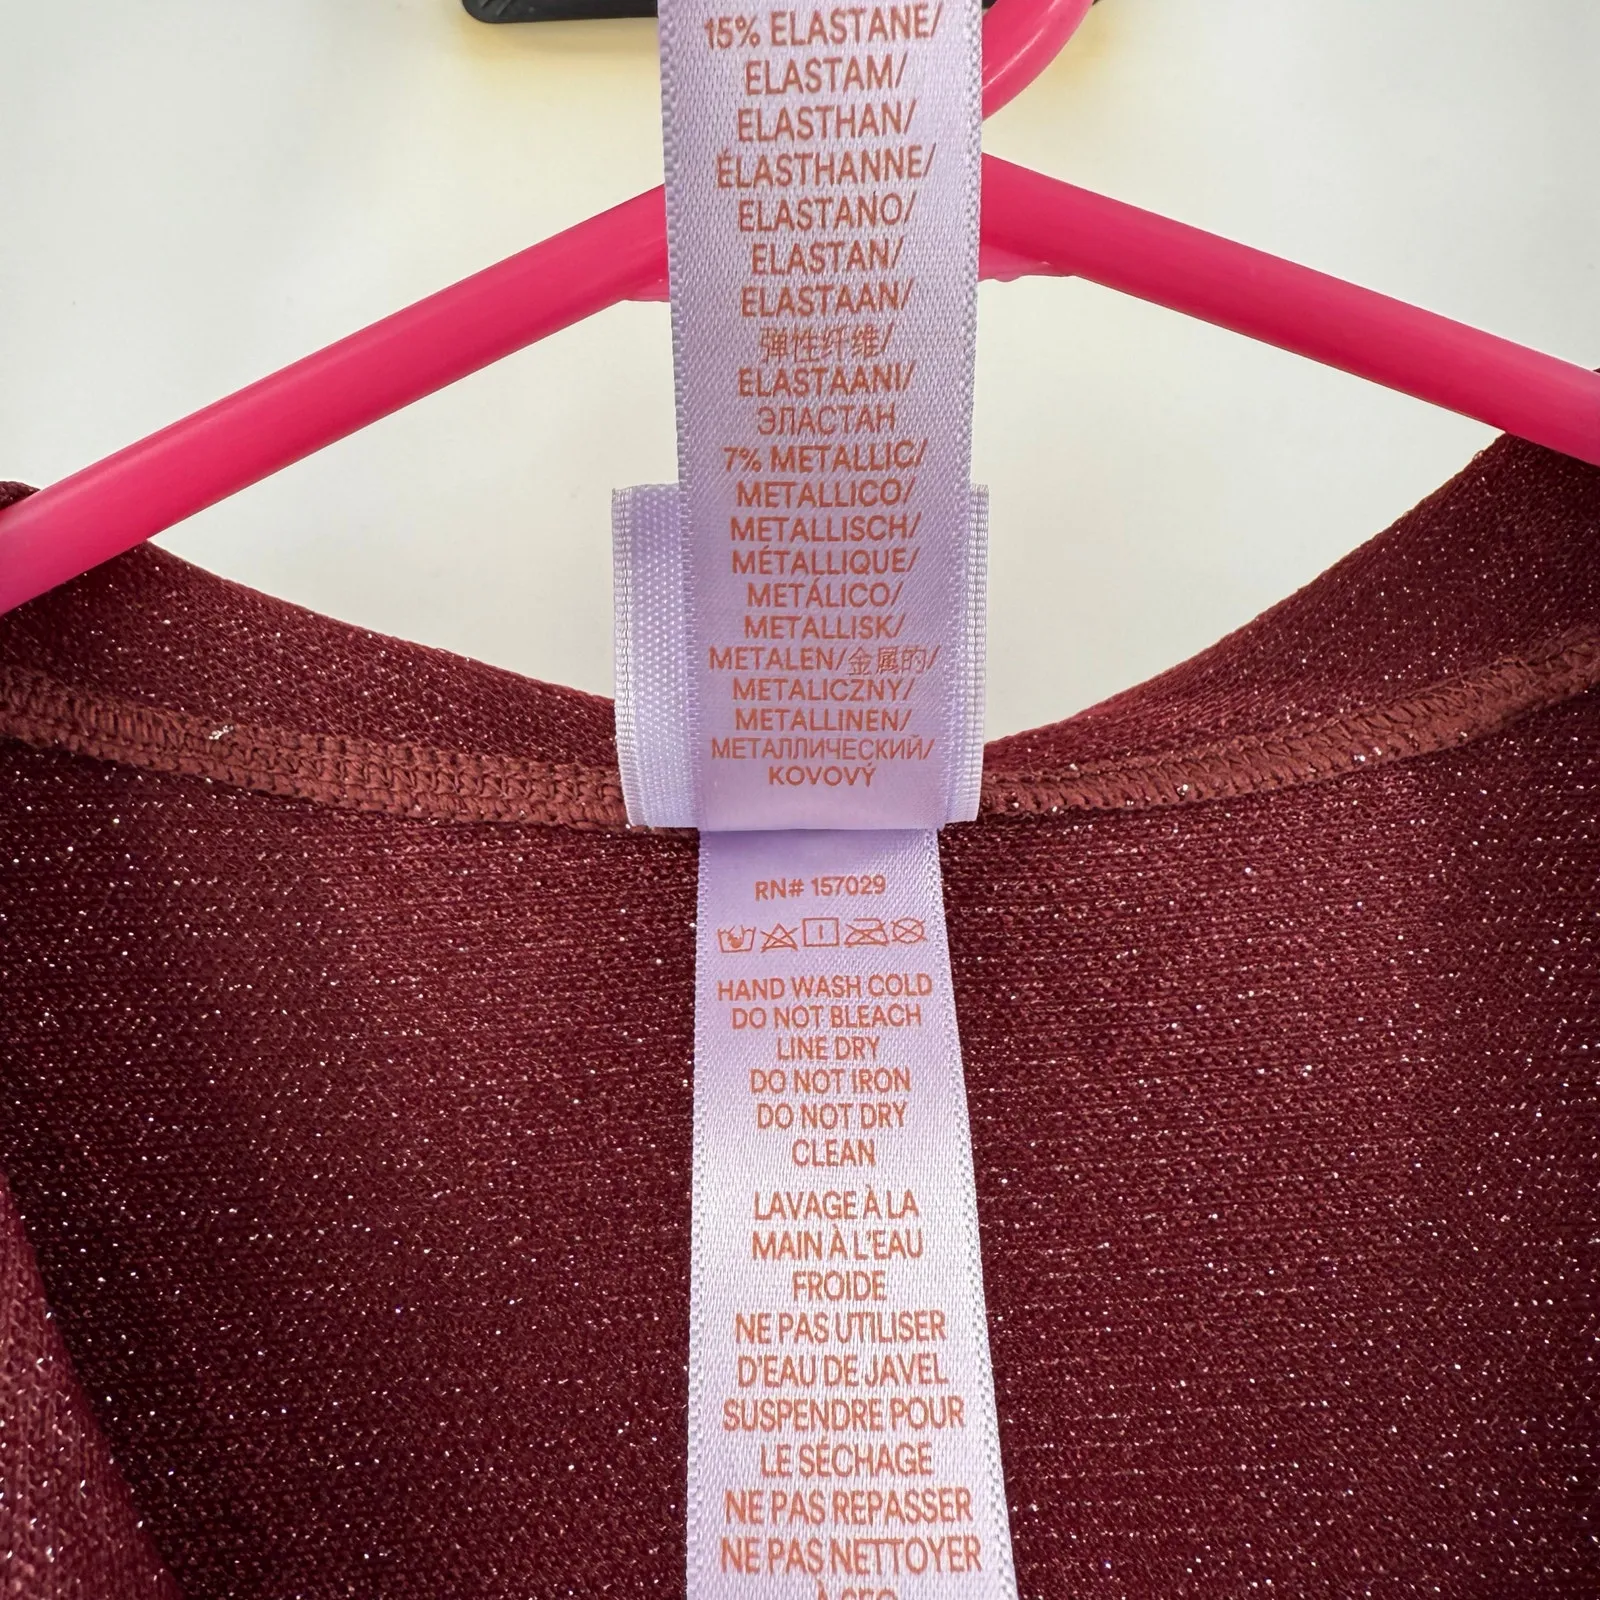 15% ELASTANE/
ELASTAM/
ELASTHAN/
ÉLASTHANNE/
ELASTANO/
ELASTAN/
ELASTAAN/
弹性纤维/
ELASTAANI/
ЭЛАСТАН
7% METALLIC/
METALLICO/
METALLISCH/
MÉTALLIQUE/
METÁLICO/
METALLISK/
METALEN/金属的/
METALICZNY/
METALLINEN/
МЕТАЛЛИЧЕСКИЙ/
KOVOVÝ
RN# 157029
HAND WASH COLD
DO NOT BLEACH
LINE DRY
DO NOT IRON
DO NOT DRY
CLEAN
LAVAGE À LA
MAIN À L'EAU
FROIDE
NE PAS UTILISER
D'EAU DE JAVEL
SUSPENDRE POUR
LE SÉCHAGE
NE PAS REPASSER
NE PAS NETTOYER
À SEC